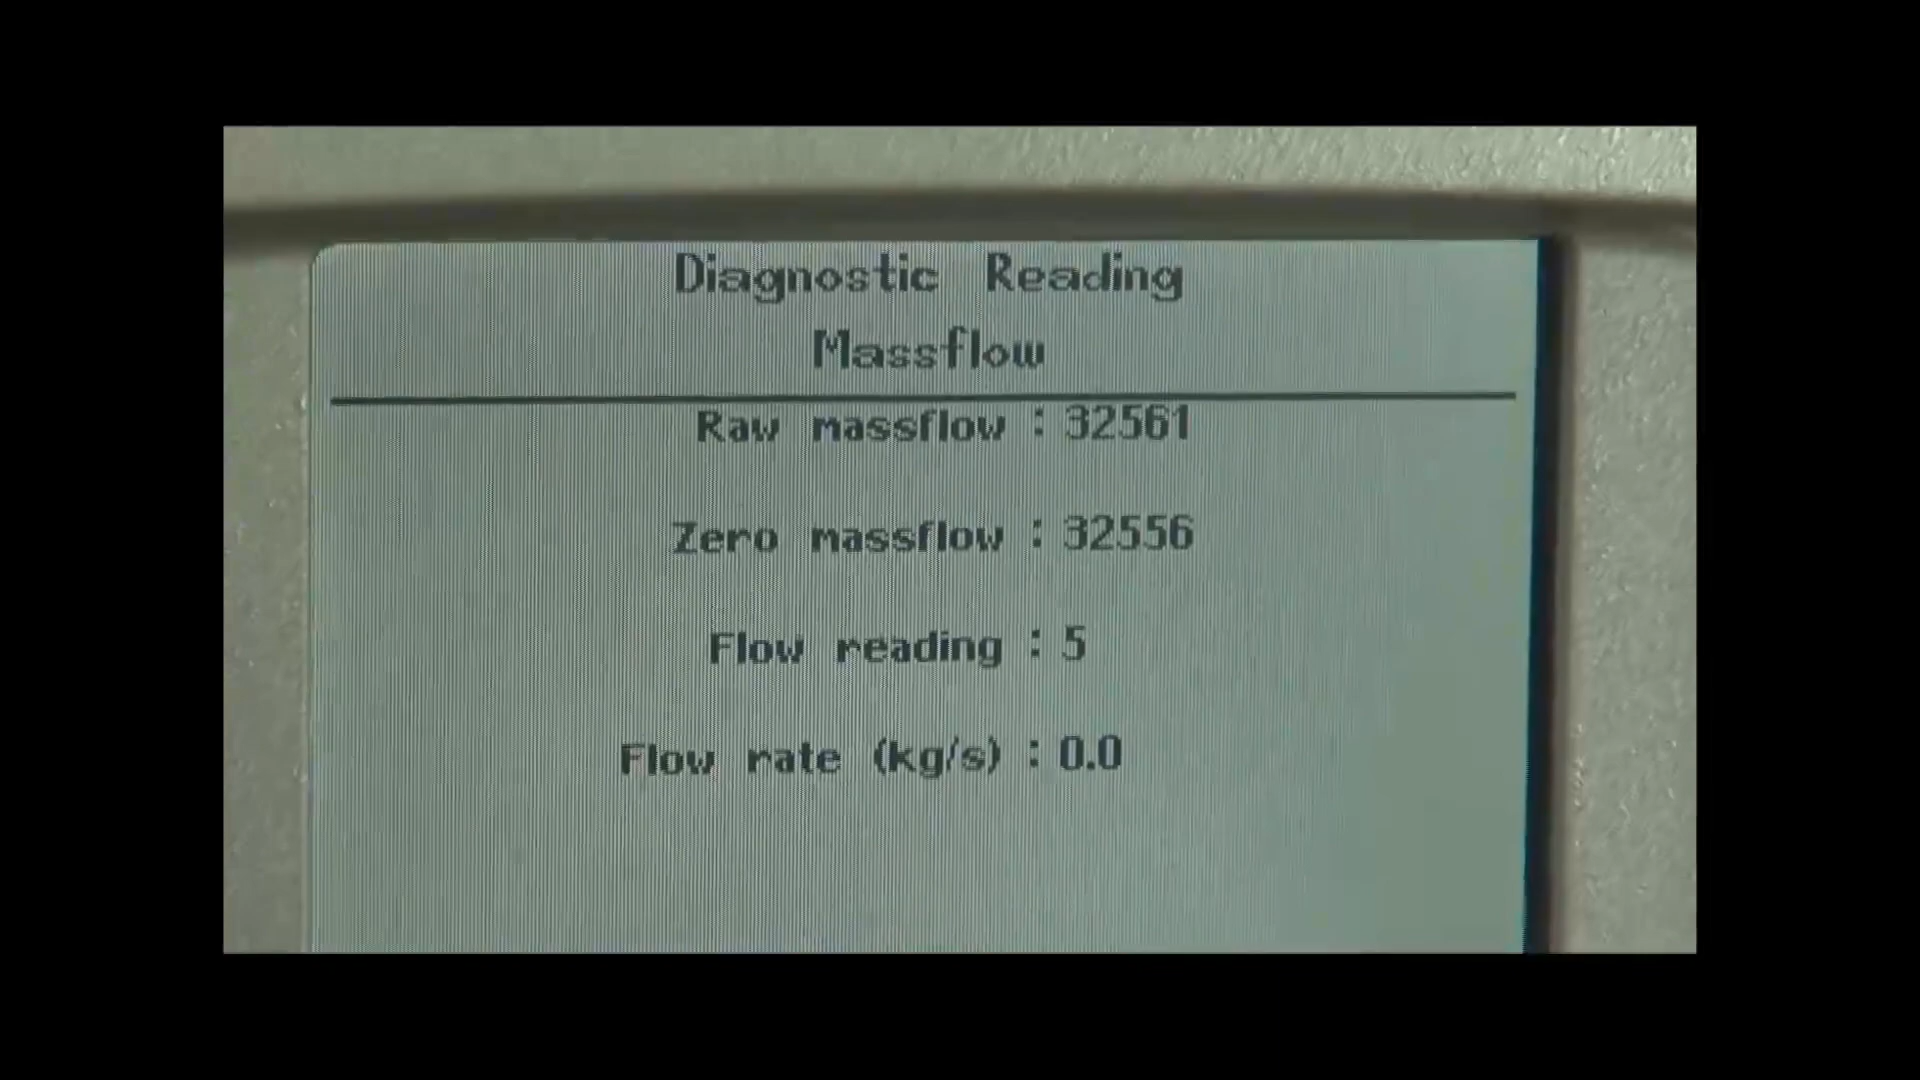 Diagnostic Reading
Massflow
Raw massflow : 32561
Zero massflow : 32556
Flow reading : 5
Flow rate (kg/s) : 0.0